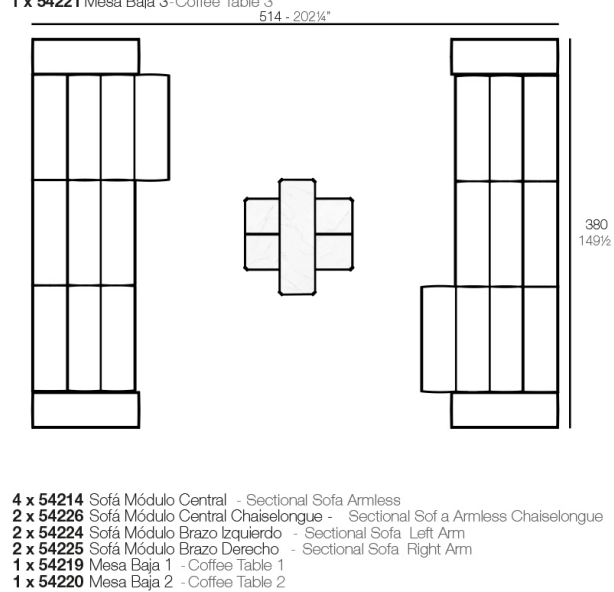 1 x 54221 Mesa Baja 3 - Coffee Table 3
514 - 202¼"
380
149½
4 x 54214 Sofá Módulo Central - Sectional Sofa Armless
2 x 54226 Sofá Módulo Central Chaiselongue - Sectional Sof a Armless Chaiselongue
2 x 54224 Sofá Módulo Brazo Izquierdo - Sectional Sofa Left Arm
2 x 54225 Sofá Módulo Brazo Derecho - Sectional Sofa Right Arm
1 x 54219 Mesa Baja 1 - Coffee Table 1
1 x 54220 Mesa Baja 2 - Coffee Table 2